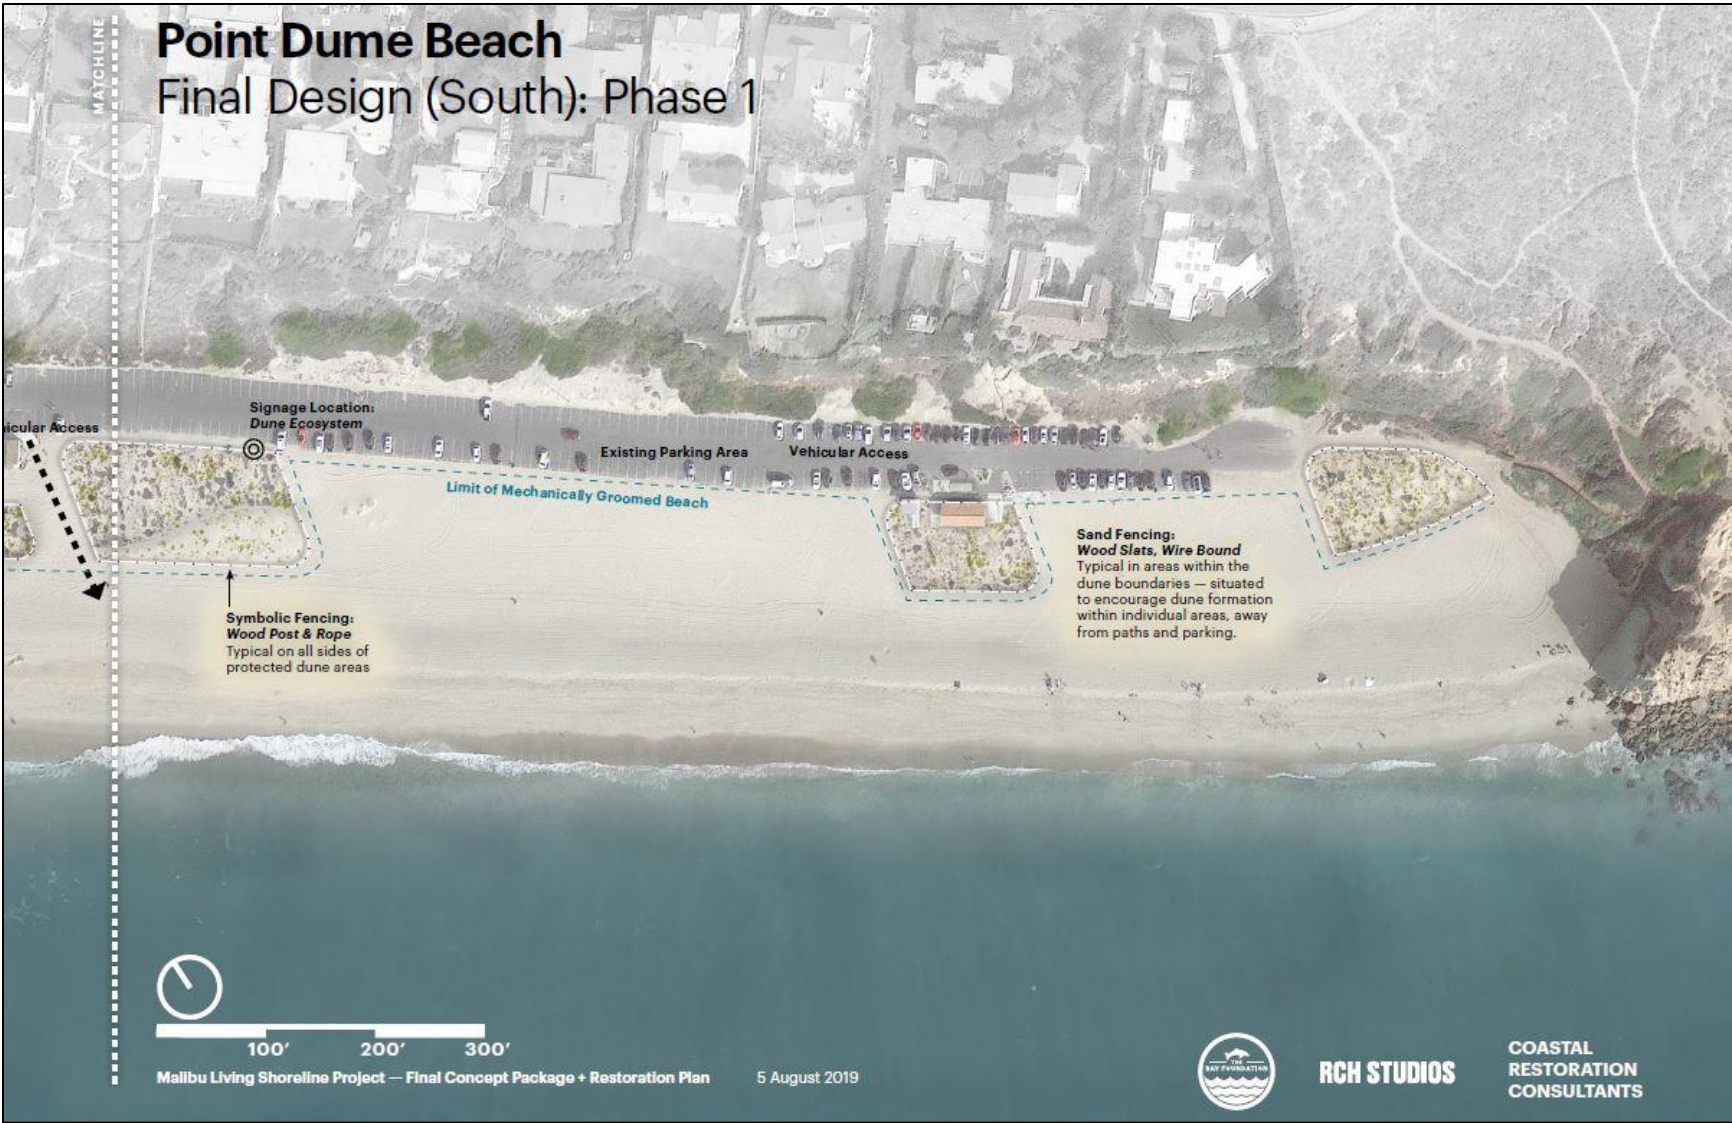 MATCHLINE
Point Dume Beach
Final Design (South): Phase 1
Signage Location:
Dune Ecosystem
icular Access
Existing Parking Area
Vehicular Access
Limit of Mechanically Groomed Beach
Sand Fencing:
Wood Slats, Wire Bound
Typical in areas within the
dune boundaries — situated
to encourage dune formation
within individual areas, away
from paths and parking.
Symbolic Fencing:
Wood Post & Rope
Typical on all sides of
protected dune areas
100’
200’
300’
Malibu Living Shoreline Project — Final Concept Package + Restoration Plan
5 August 2019
THE
BAY FOUNDATION
RCH STUDIOS
COASTAL
RESTORATION
CONSULTANTS